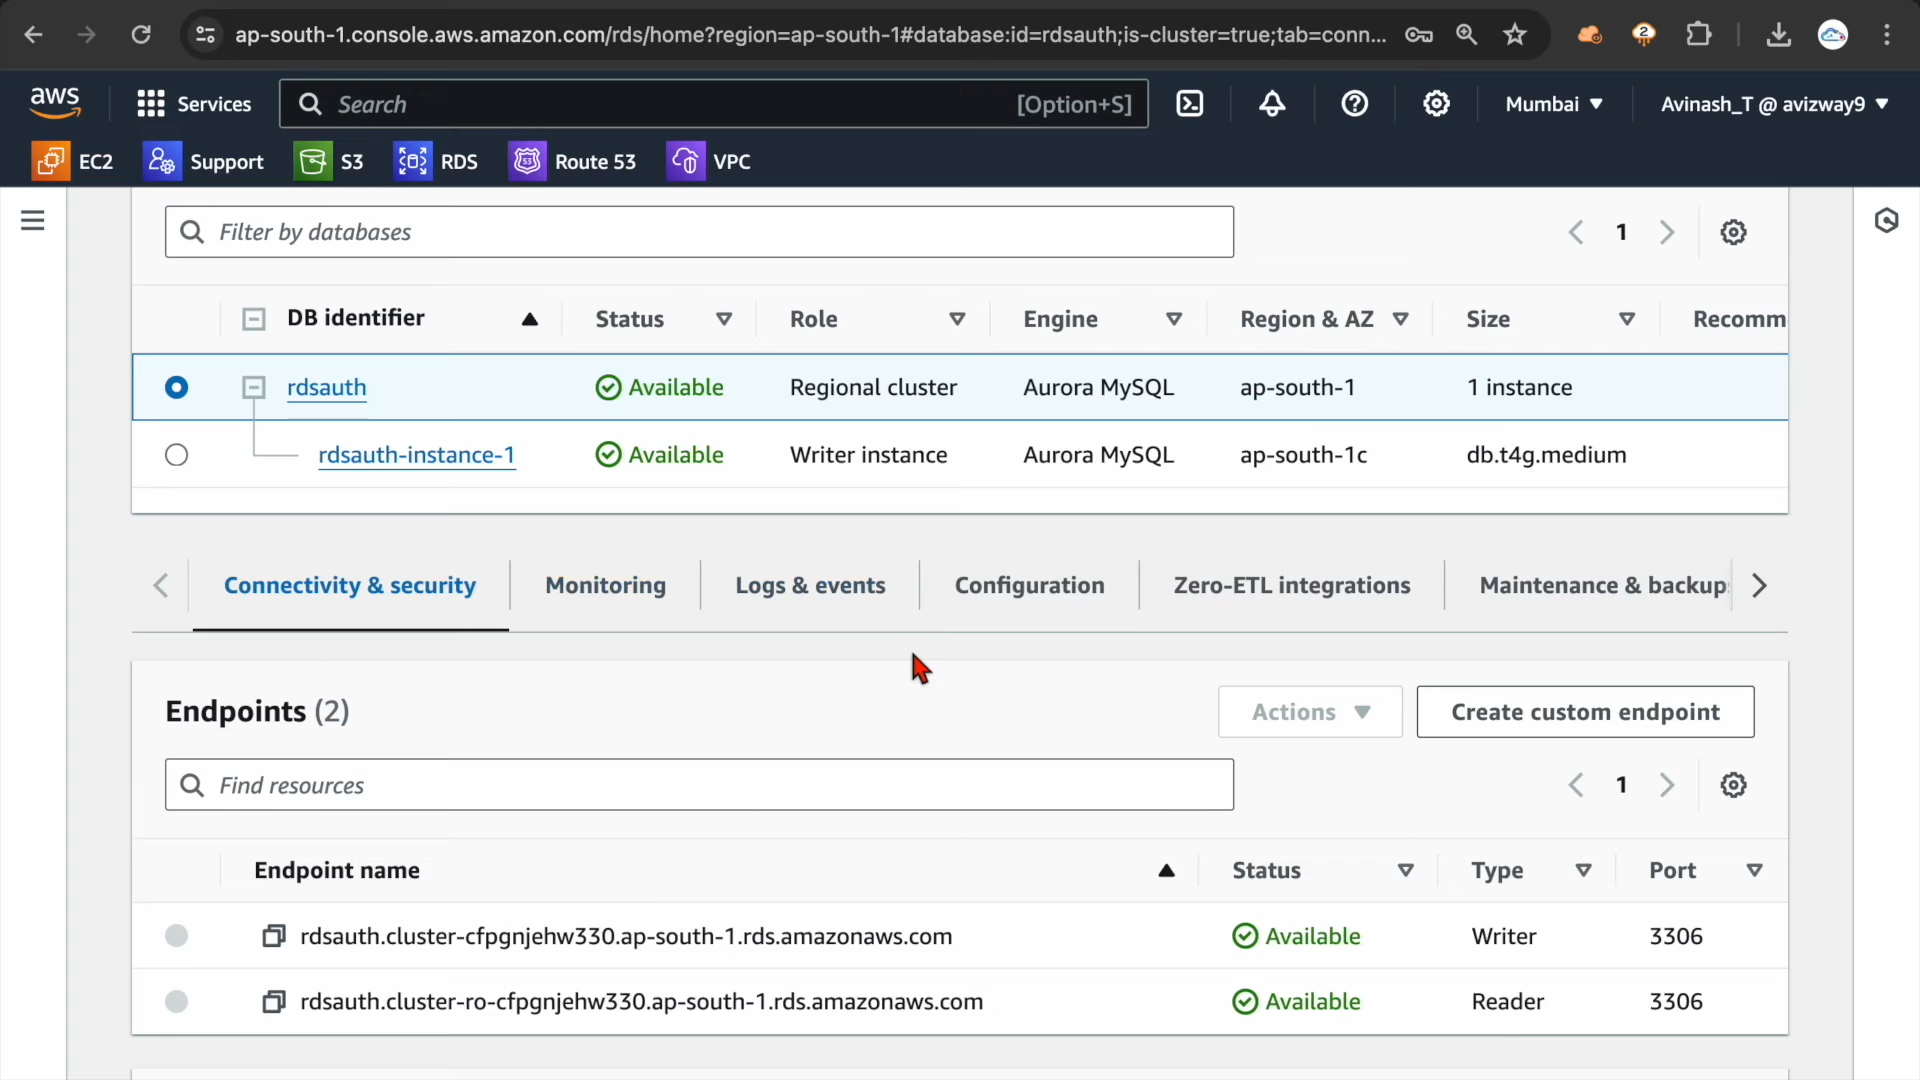 ap-south-1.console.aws.amazon.com/rds/home?region=ap-south-1#database:id=rdsauth;is-cluster=true;tab=conn...
2
aws
Services
Search
[Option+S]
Mumbai
Avinash_T @ avizway9
EC2
Support
S3
RDS
53
Route 53
VPC
Filter by databases
1
DB identifier
Status
Role
Engine
Region & AZ
Size
Recomm
rdsauth
Available
Regional cluster
Aurora MySQL
ap-south-1
1 instance
rdsauth-instance-1
Available
Writer instance
Aurora MySQL
ap-south-1c
db.t4g.medium
Connectivity & security
Monitoring
Logs & events
Configuration
Zero-ETL integrations
Maintenance & backup
Endpoints (2)
Actions
Create custom endpoint
Find resources
1
Endpoint name
Status
Type
Port
rdsauth.cluster-cfpgnjehw330.ap-south-1.rds.amazonaws.com
Available
Writer
3306
rdsauth.cluster-ro-cfpgnjehw330.ap-south-1.rds.amazonaws.com
Available
Reader
3306